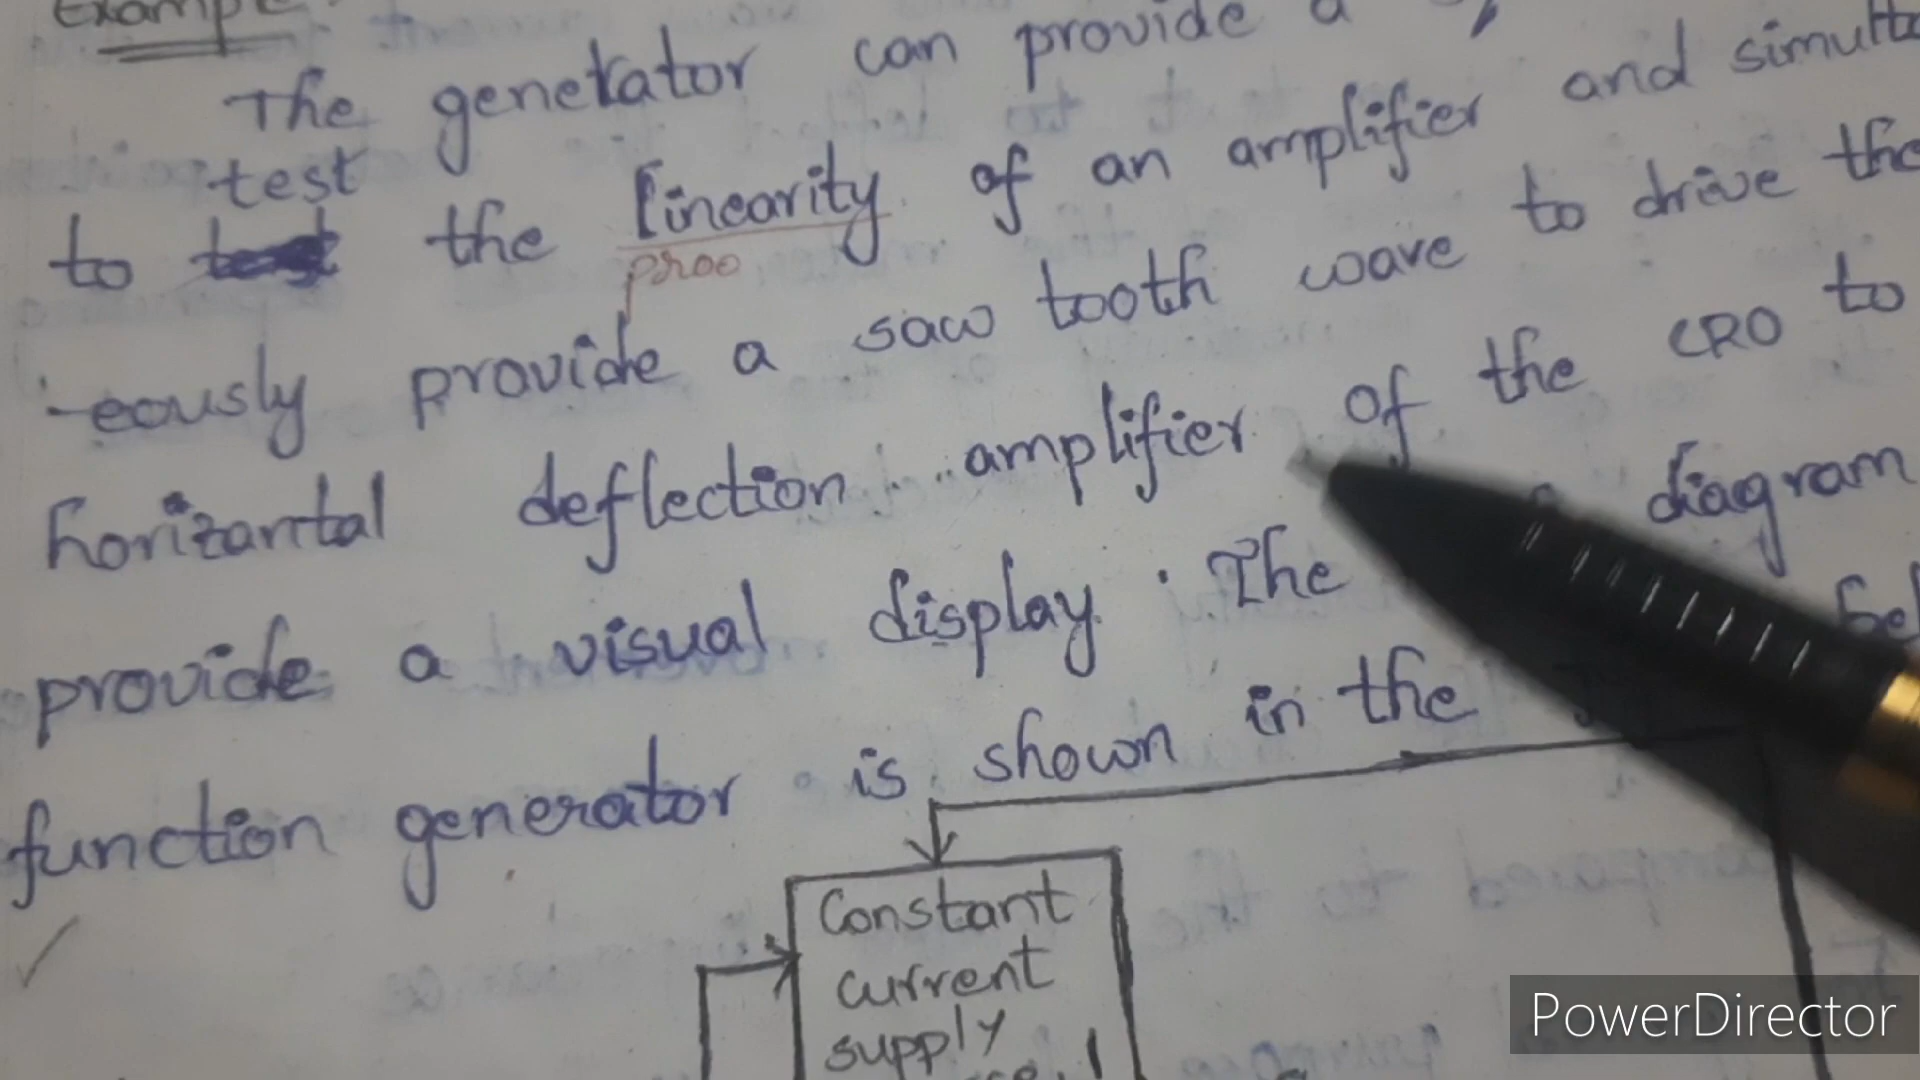 Example
The generator can provide a
test
to the linearity of an amplifier and simulta
proo
-eously provide a saw tooth wave to drive the
horizantal deflection amplifier of the CRO to
provide a visual display. The diagram
function generator is shown in the bel
Constant
current
supply
PowerDirector